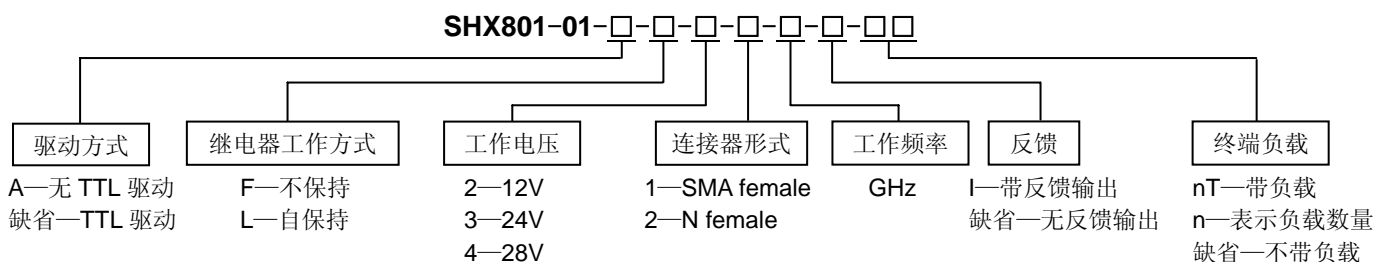 SHX801-01-□-□-□-□-□-□-□□
驱动方式 继电器工作方式 工作电压 连接器形式 工作频率 反馈 终端负载
A—无 TTL 驱动 F—不保持 2—12V 1—SMA female GHz I—带反馈输出 nT—带负载
缺省—TTL 驱动 L—自保持 3—24V 2—N female 缺省—无反馈输出 n—表示负载数量
4—28V 缺省—不带负载